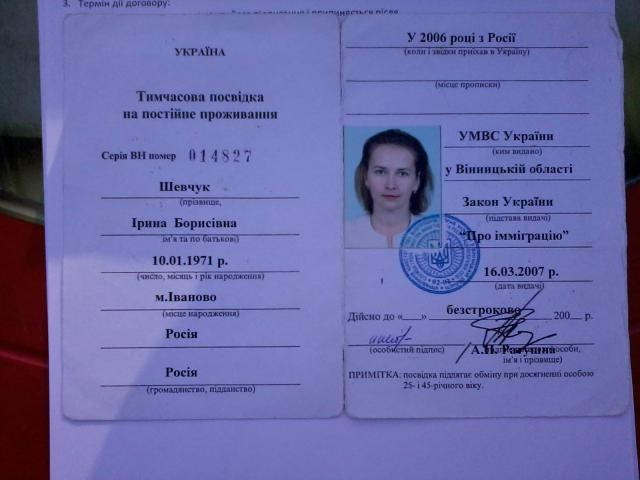 3. Термін дії договору:
УКРАЇНА
Тимчасова посвідка
на постійне проживання
Серія ВН номер 014827
Шевчук
(прізвище,
Ірина Борисівна
ім'я та по батькові)
10.01.1971 р.
(число, місяць і рік народження)
м.Іваново
(місце народження)
Росія
Росія
(громадянство, підданство)
У 2006 році з Росії
(коли і звідки приїхав в Україну)
(місце прописки)
УМВС України
(ким видано)
у Вінницькій області
Закон України
(підстава видачі)
“Про імміграцію”
16.03.2007 р.
(дата видачі)
Дійсно до «___» безстроково 200__ р.
(особистий підпис)
А.П.
особи,
ім'я і прізвище)
ПРИМІТКА: посвідка підлягає обміну при досягненні особою
25- і 45-річного віку.